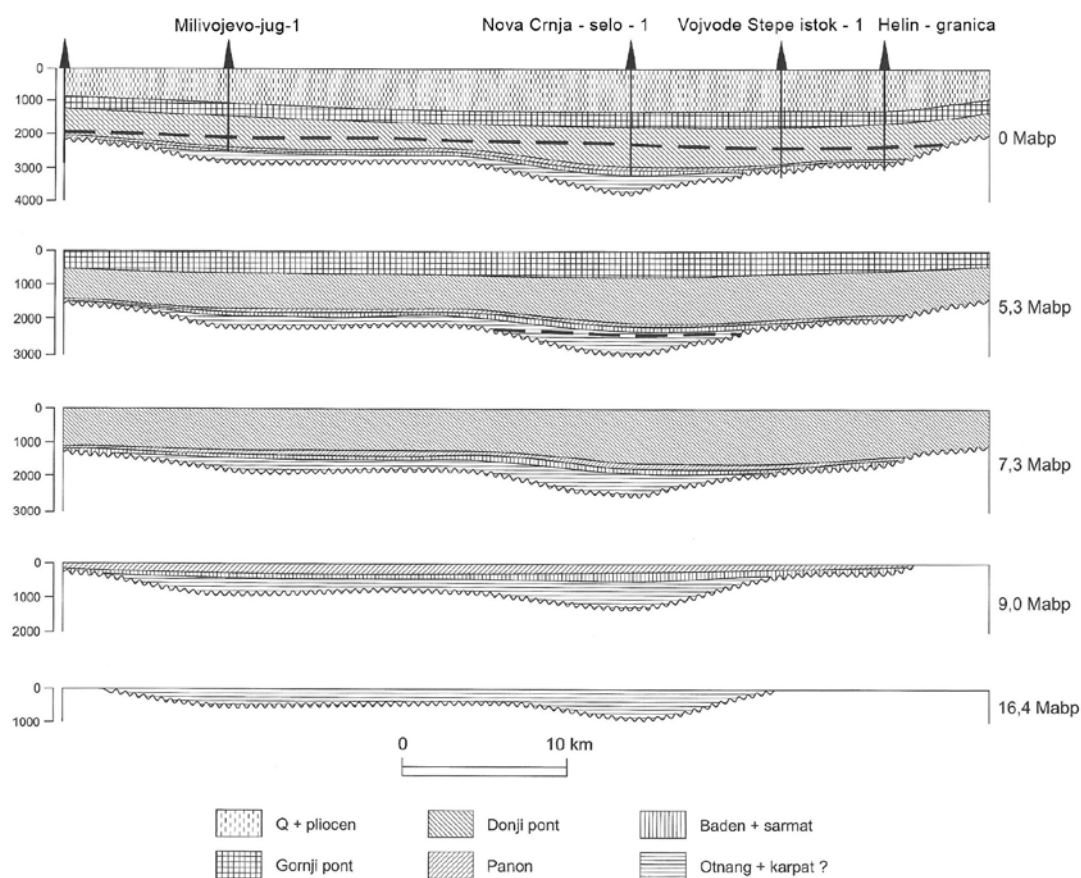 Milivojevo-jug-1 Nova Crnja - selo - 1 Vojvode Stepe istok - 1 Helin - granica
0
1000
2000
3000
4000
0 Mabp
0
1000
2000
3000
5,3 Mabp
0
1000
2000
3000
7,3 Mabp
0
1000
2000
9,0 Mabp
0
1000
16,4 Mabp
0 10 km
Q + pliocen Donji pont Baden + sarmat
Gornji pont Panon Otnang + karpat ?